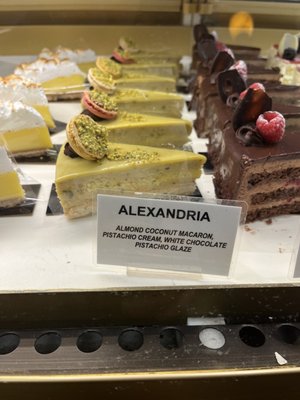 ALEXANDRIA
ALMOND COCONUT MACARON,
PISTACHIO CREAM, WHITE CHOCOLATE
PISTACHIO GLAZE